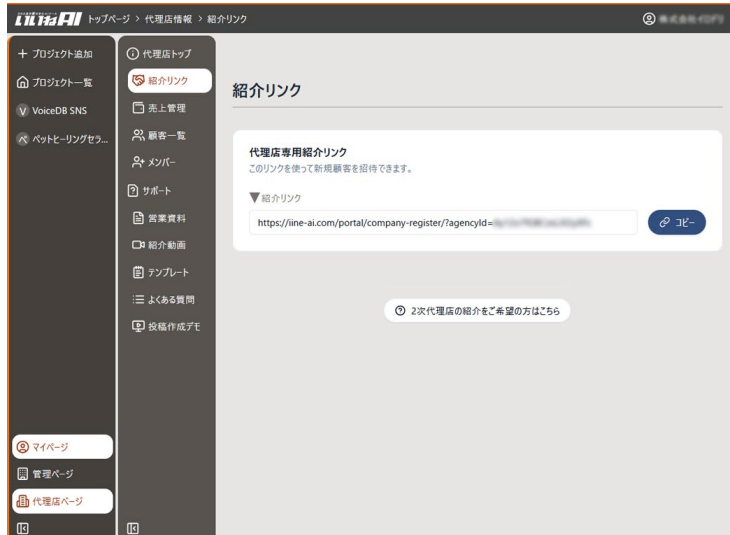 いいねAI
トップページ > 代理店情報 > 紹介リンク
+ プロジェクト追加
プロジェクト一覧
V VoiceDB SNS
ペ ペットヒーリングセラ...
マイページ
管理ページ
代理店ページ
代理店トップ
紹介リンク
売上管理
顧客一覧
メンバー
サポート
営業資料
紹介動画
テンプレート
よくある質問
投稿作成デモ
紹介リンク
代理店専用紹介リンク
このリンクを使って新規顧客を招待できます。
▼紹介リンク
https://iine-ai.com/portal/company-register/?agencyId=
コピー
2次代理店の紹介をご希望の方はこちら